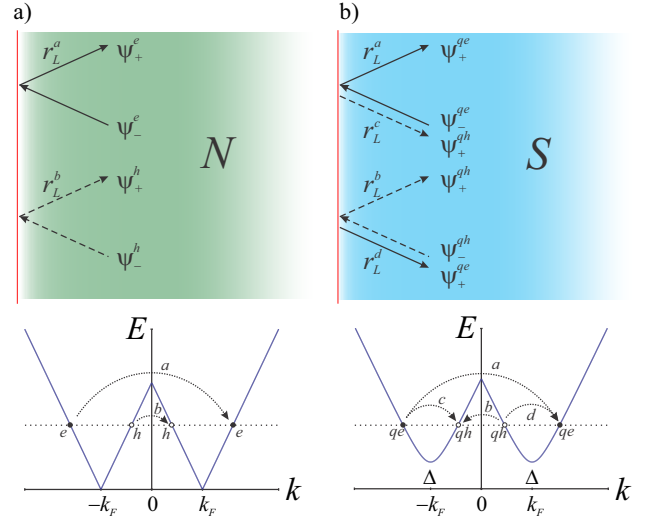 a)
r_L^a
Ψ_+^e
Ψ_-^e
N
r_L^b
Ψ_+^h
Ψ_-^h
E
a
b
e
h
h
e
-k_F
0
k_F
k
b)
r_L^a
Ψ_+^qe
Ψ_-^qe
r_L^c
Ψ_+^qh
S
r_L^b
Ψ_+^qh
Ψ_-^qh
r_L^d
Ψ_+^qe
E
a
c
b
d
qe
qh
qh
qe
Δ
Δ
-k_F
0
k_F
k